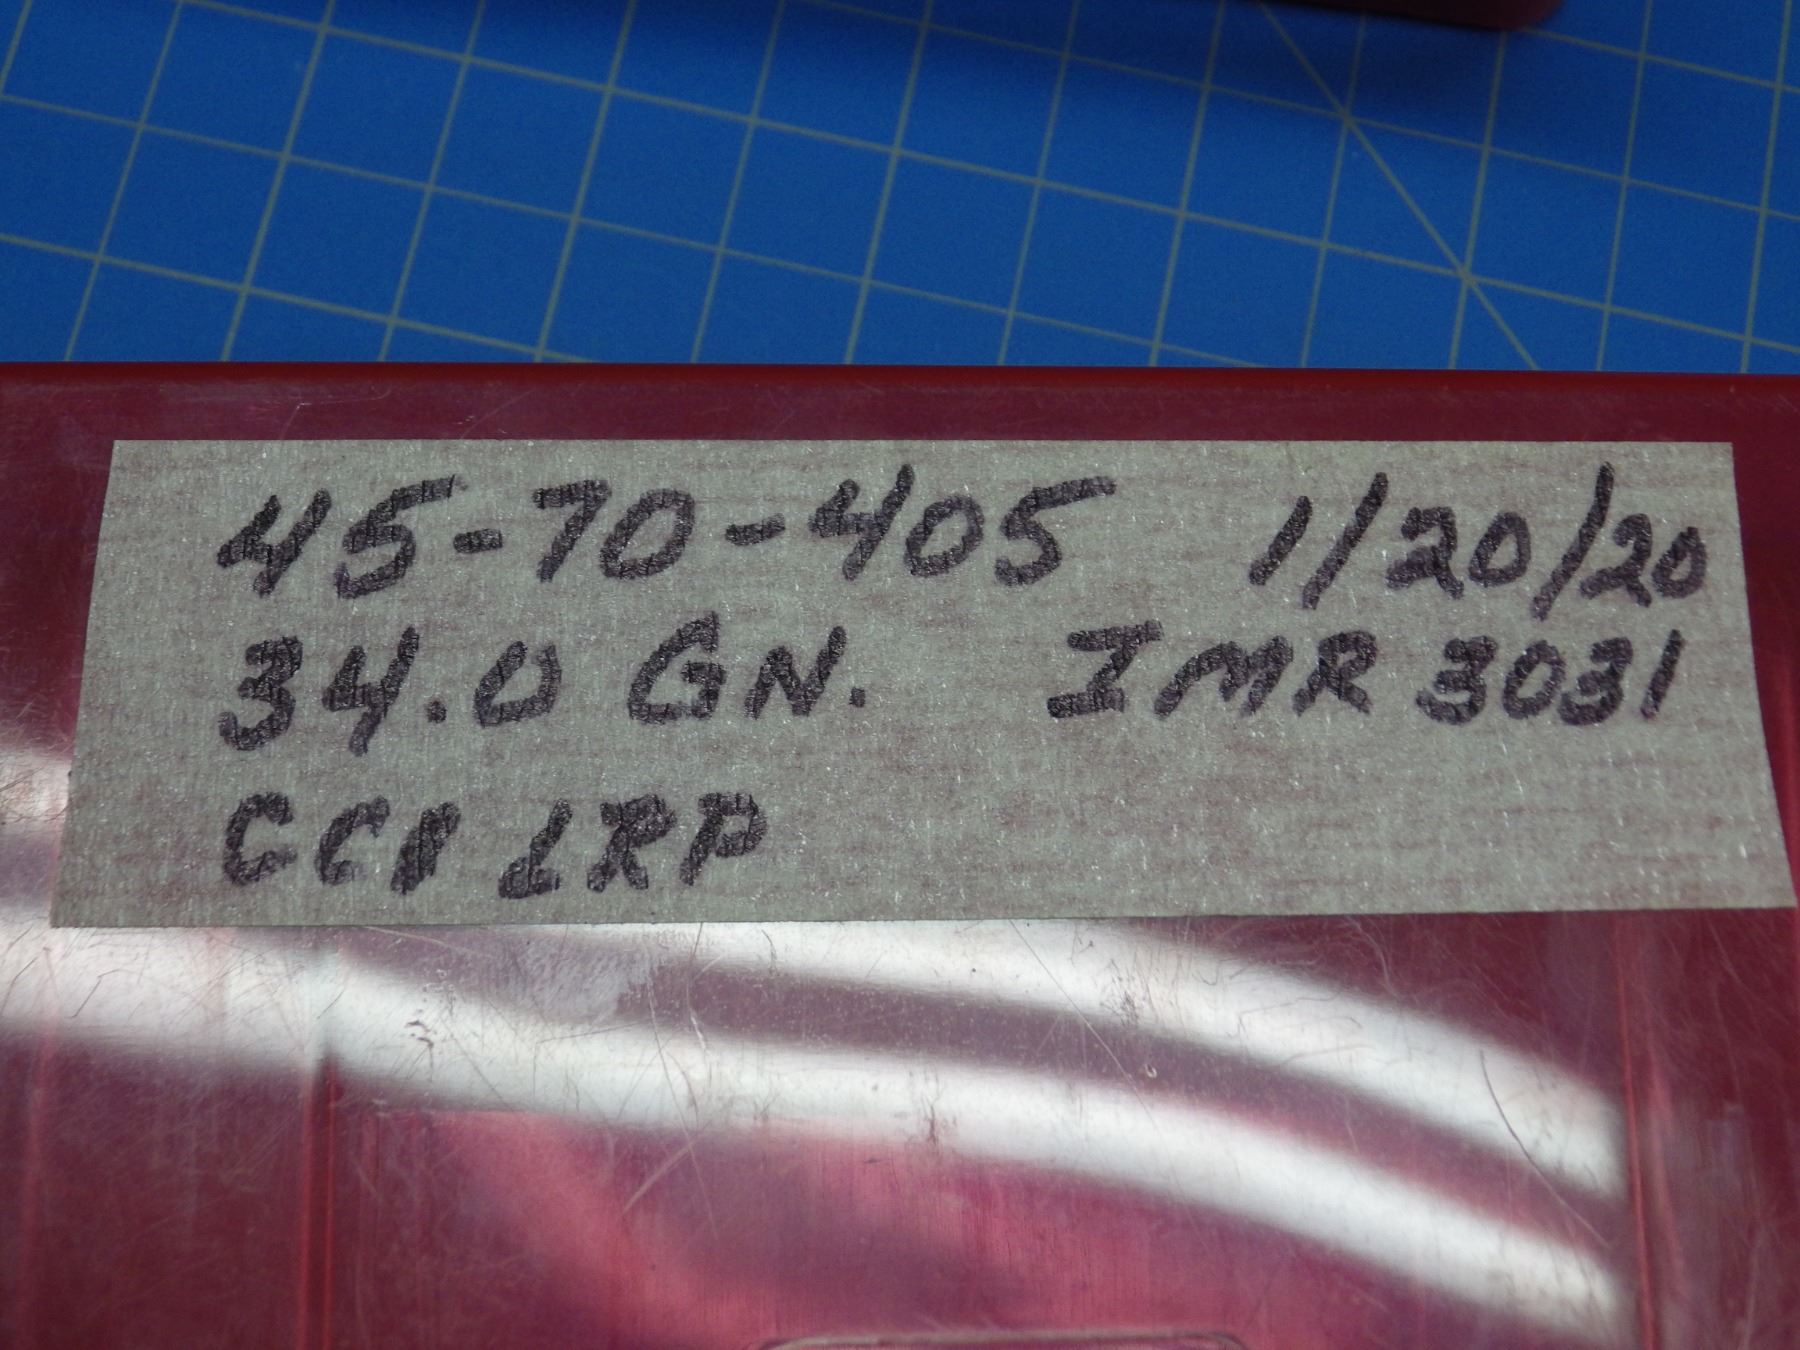 45-70-405 1/20/20
34.0 GN. IMR 3031
CCI LRP